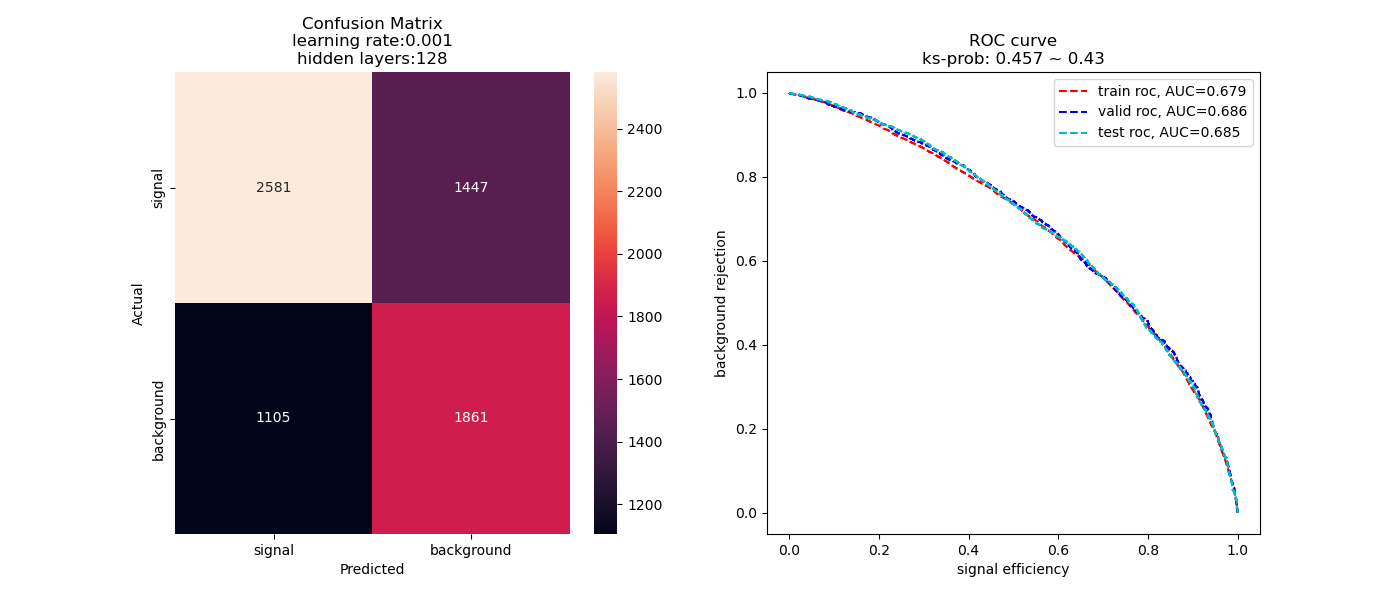 Confusion Matrix
learning rate:0.001
hidden layers:128
Actual
signal
background
2581
1447
1105
1861
signal
background
Predicted
2400
2200
2000
1800
1600
1400
1200
ROC curve
ks-prob: 0.457 ~ 0.43
background rejection
1.0
0.8
0.6
0.4
0.2
0.0
train roc, AUC=0.679
valid roc, AUC=0.686
test roc, AUC=0.685
0.0
0.2
0.4
0.6
0.8
1.0
signal efficiency